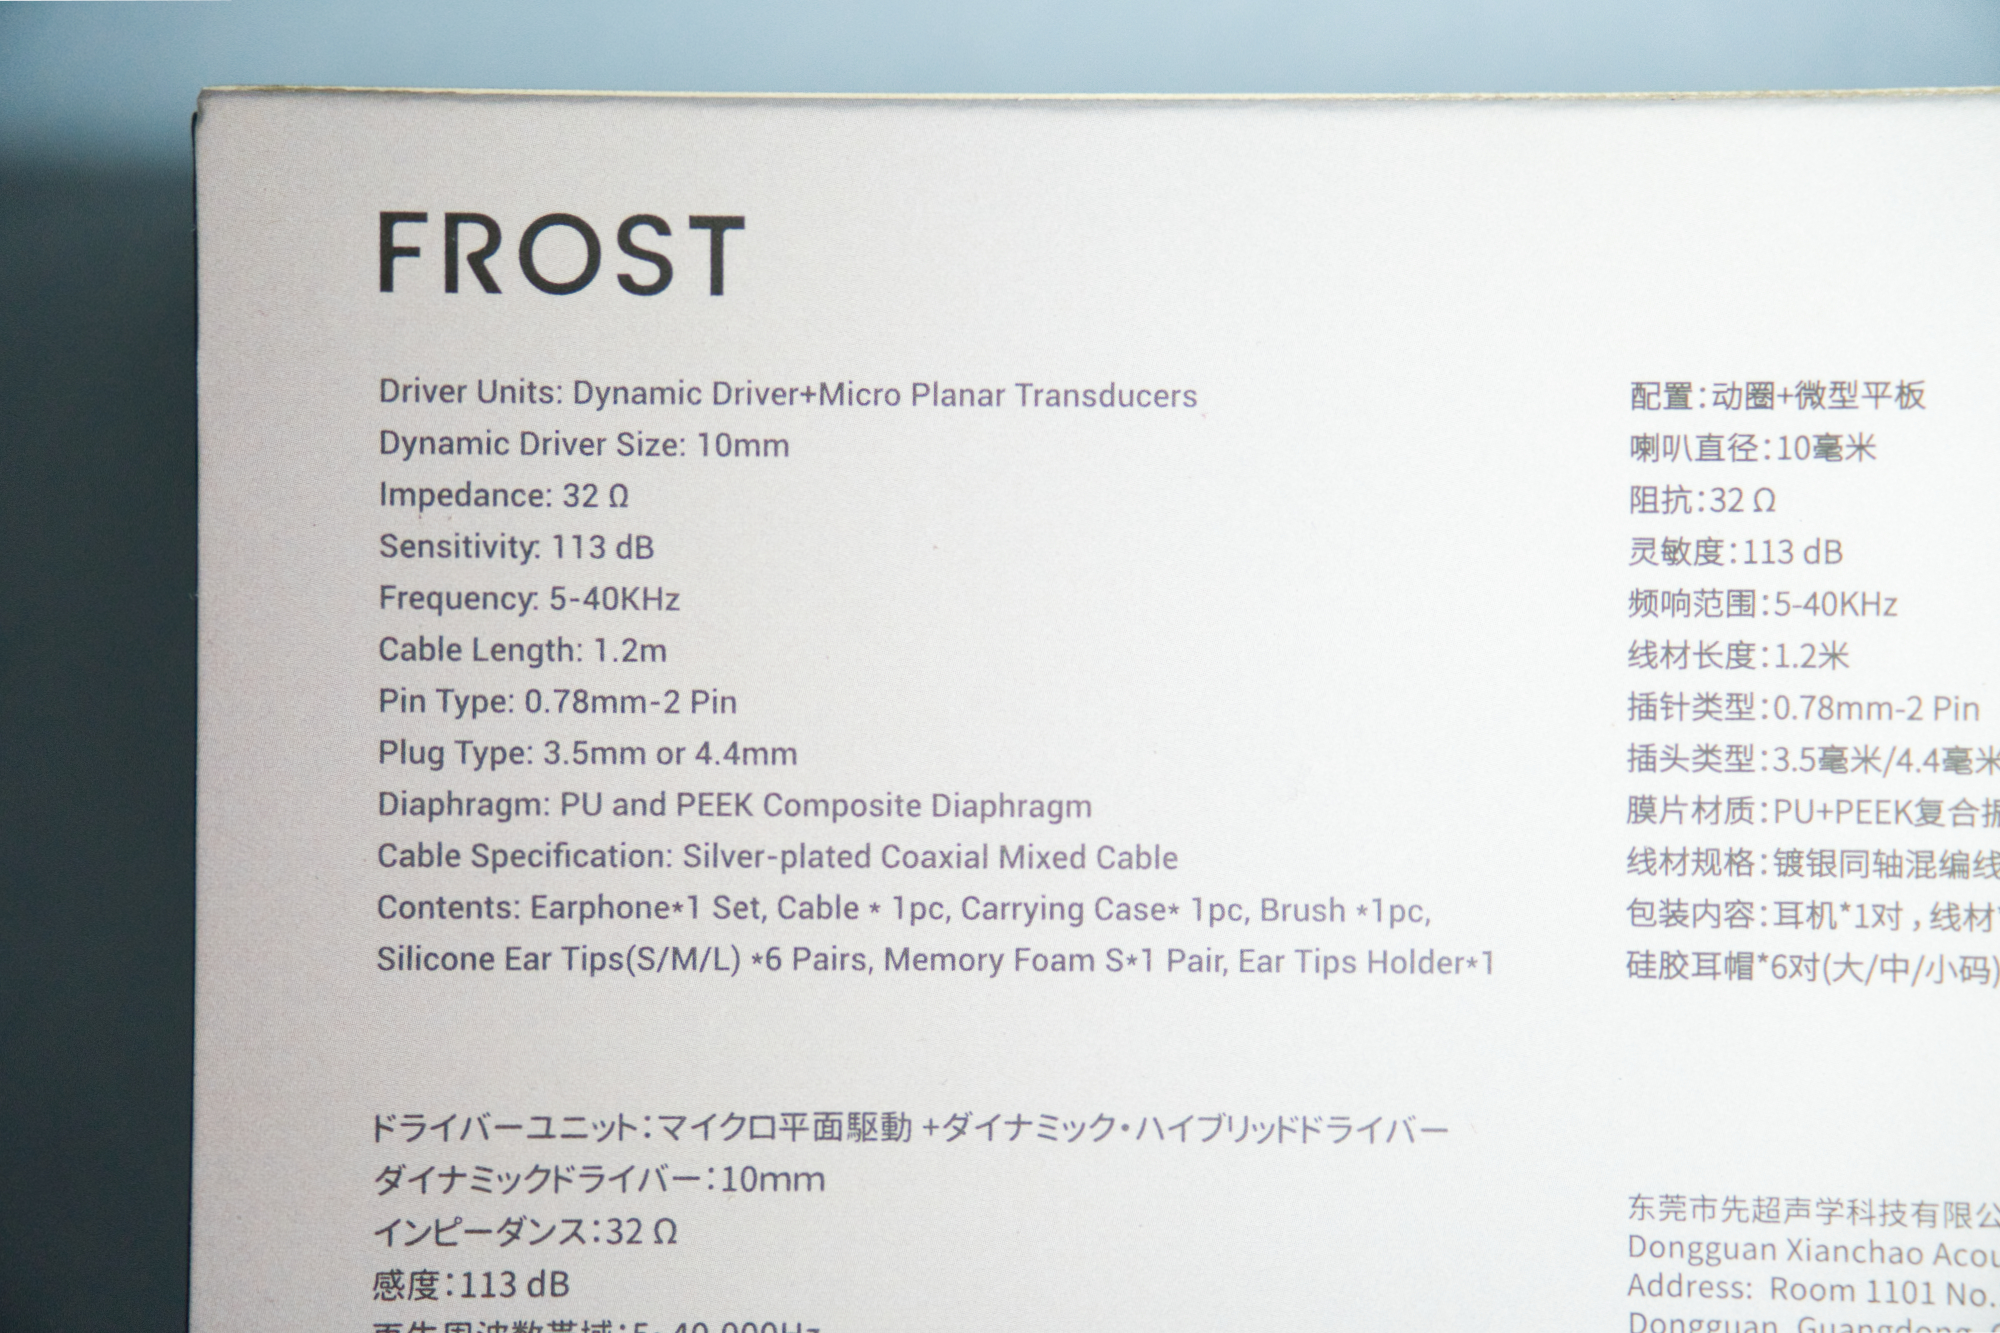 FROST
Driver Units: Dynamic Driver+Micro Planar Transducers
Dynamic Driver Size: 10mm
Impedance: 32 Ω
Sensitivity: 113 dB
Frequency: 5-40KHz
Cable Length: 1.2m
Pin Type: 0.78mm-2 Pin
Plug Type: 3.5mm or 4.4mm
Diaphragm: PU and PEEK Composite Diaphragm
Cable Specification: Silver-plated Coaxial Mixed Cable
Contents: Earphone*1 Set, Cable * 1pc, Carrying Case* 1pc, Brush *1pc,
Silicone Ear Tips(S/M/L) *6 Pairs, Memory Foam S*1 Pair, Ear Tips Holder*1
配置：动圈+微型平板
喇叭直径：10毫米
阻抗：32 Ω
灵敏度：113 dB
频响范围：5-40KHz
线材长度：1.2米
插针类型：0.78mm-2 Pin
插头类型：3.5毫米/4.4毫米
膜片材质：PU+PEEK复合振
线材规格：镀银同轴混编线
包装内容：耳机*1对，线材
硅胶耳帽*6对(大/中/小码)
ドライバーユニット：マイクロ平面駆動 +ダイナミック・ハイブリッドドライバー
ダイナミックドライバー：10mm
インピーダンス：32 Ω
感度：113 dB
再生周波数帯域：5-40,000Hz
东莞市先超声学科技有限公
Dongguan Xianchao Acou
Address: Room 1101 No.
Dongguan, Guangdong,